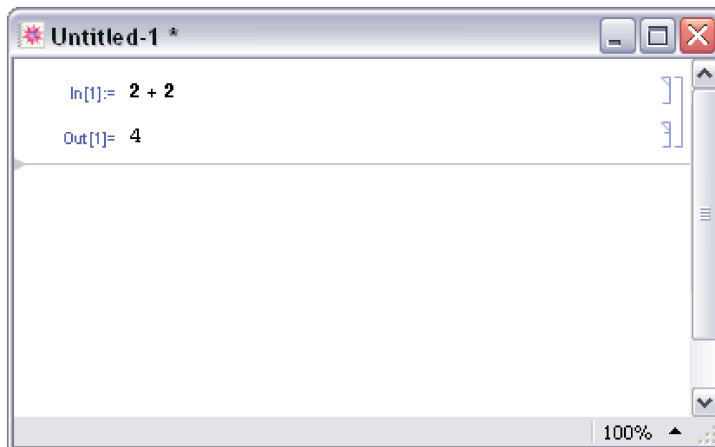 Untitled-1 *
In[1]:= 2 + 2
Out[1]= 4
100%